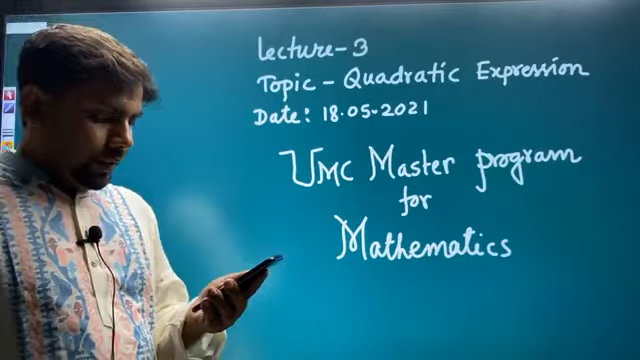 Lecture-3
Topic - Quadratic Expression
Date: 18.05.2021
UMC Master program
for
Mathematics